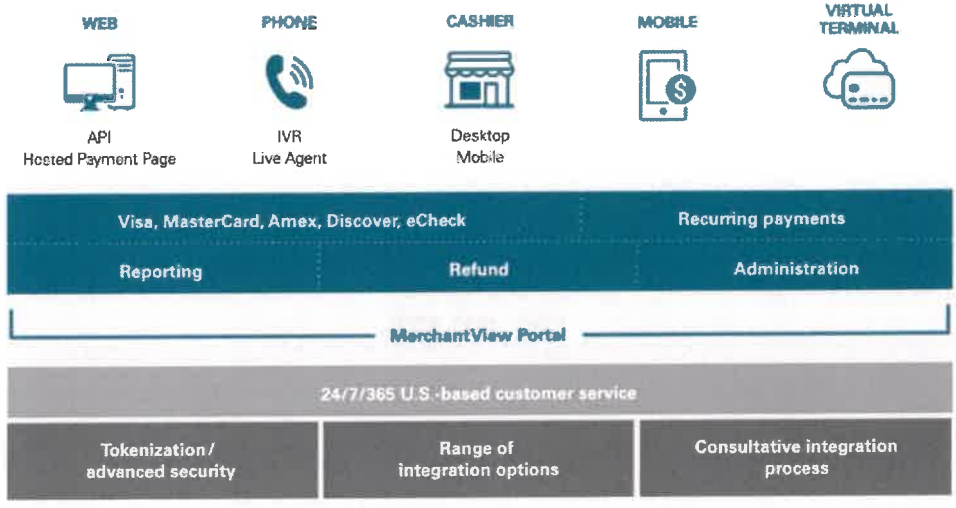 WEB
PHONE
CASHIER
MOBILE
VIRTUAL
TERMINAL
$
API
Hosted Payment Page
IVR
Live Agent
Desktop
Mobile
Visa, MasterCard, Amex, Discover, eCheck
Recurring payments
Reporting
Refund
Administration
MerchantView Portal
24/7/365 U.S.-based customer service
Tokenization/
advanced security
Range of
integration options
Consultative integration
process